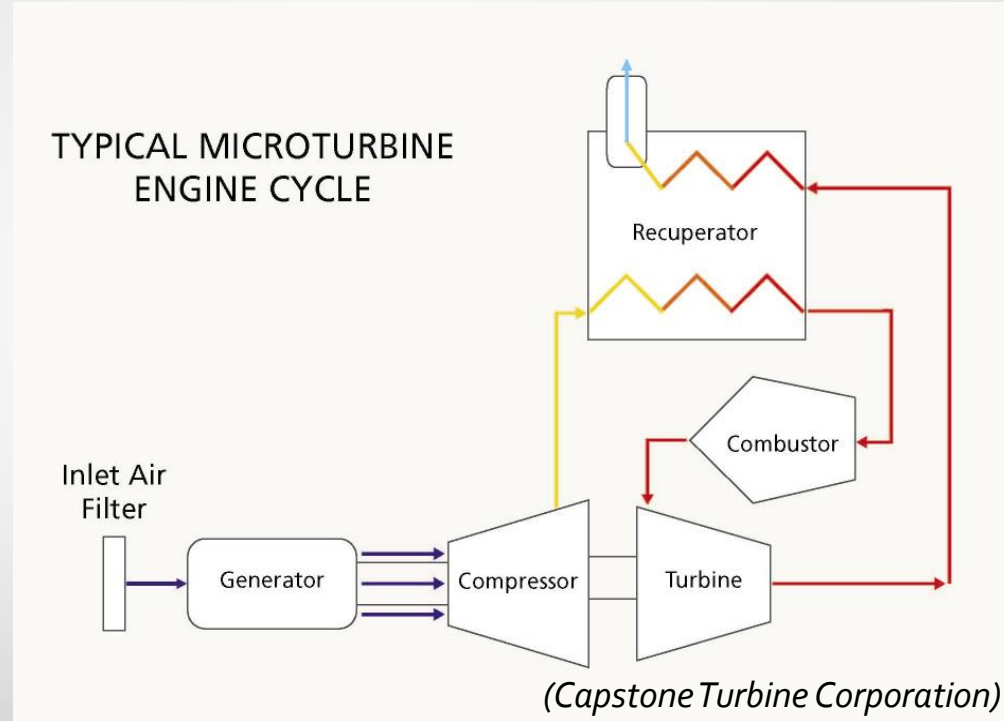 TYPICAL MICROTURBINE
ENGINE CYCLE
Recuperator
Combustor
Inlet Air
Filter
Generator
Compressor
Turbine
(Capstone Turbine Corporation)